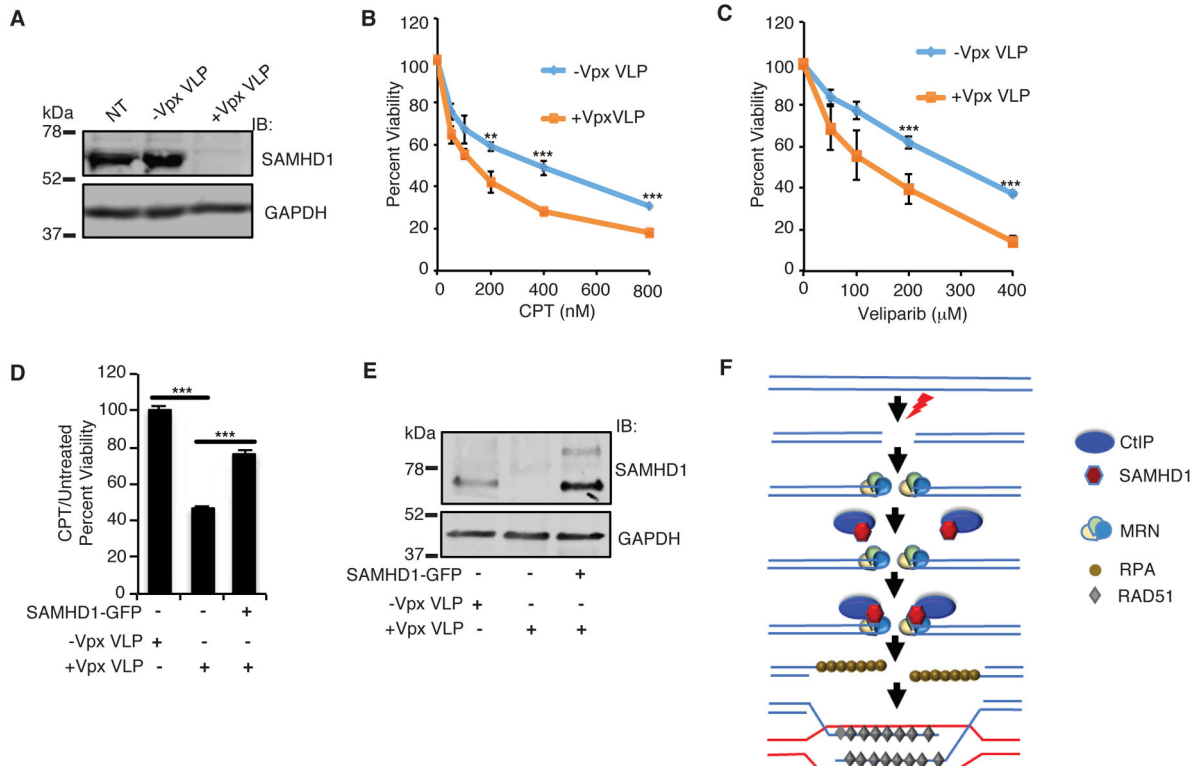 A
kDa
NT
-Vpx VLP
+Vpx VLP
IB:
78
SAMHD1
52
GAPDH
37
B
120
100
80
60
40
20
0
Percent Viability
-Vpx VLP
+VpxVLP
**
***
***
0 200 400 600 800
CPT (nM)
C
120
100
80
60
40
20
0
Percent Viability
-Vpx VLP
+Vpx VLP
***
***
0 100 200 300 400
Veliparib (μM)
D
120
100
80
60
40
20
0
CPT/Untreated
Percent Viability
***
***
SAMHD1-GFP - - +
-Vpx VLP + - -
+Vpx VLP - + +
E
kDa
IB:
78
SAMHD1
52
GAPDH
37
SAMHD1-GFP - - +
-Vpx VLP + - -
+Vpx VLP - + +
F
CtIP
SAMHD1
MRN
RPA
RAD51